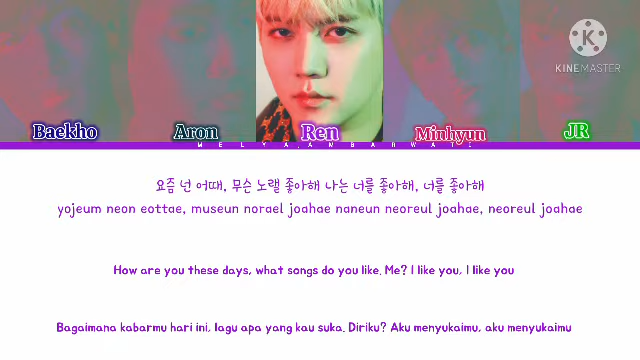 KINEMASTER
Baekho Aron Ren Minhyun JR
MELYA.AMBARWATI
요즘 넌 어때, 무슨 노랠 좋아해 나는 너를 좋아해, 너를 좋아해
yojeum neon eottae, museun norael joahae naneun neoreul joahae, neoreul joahae
How are you these days, what songs do you like. Me? I like you, I like you
Bagaimana kabarmu hari ini, lagu apa yang kau suka. Diriku? Aku menyukaimu, aku menyukaimu